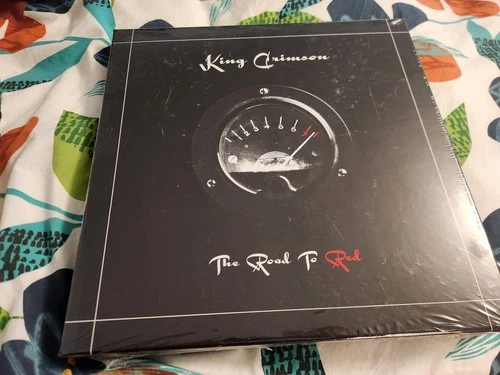 King Crimson
The Road To Red